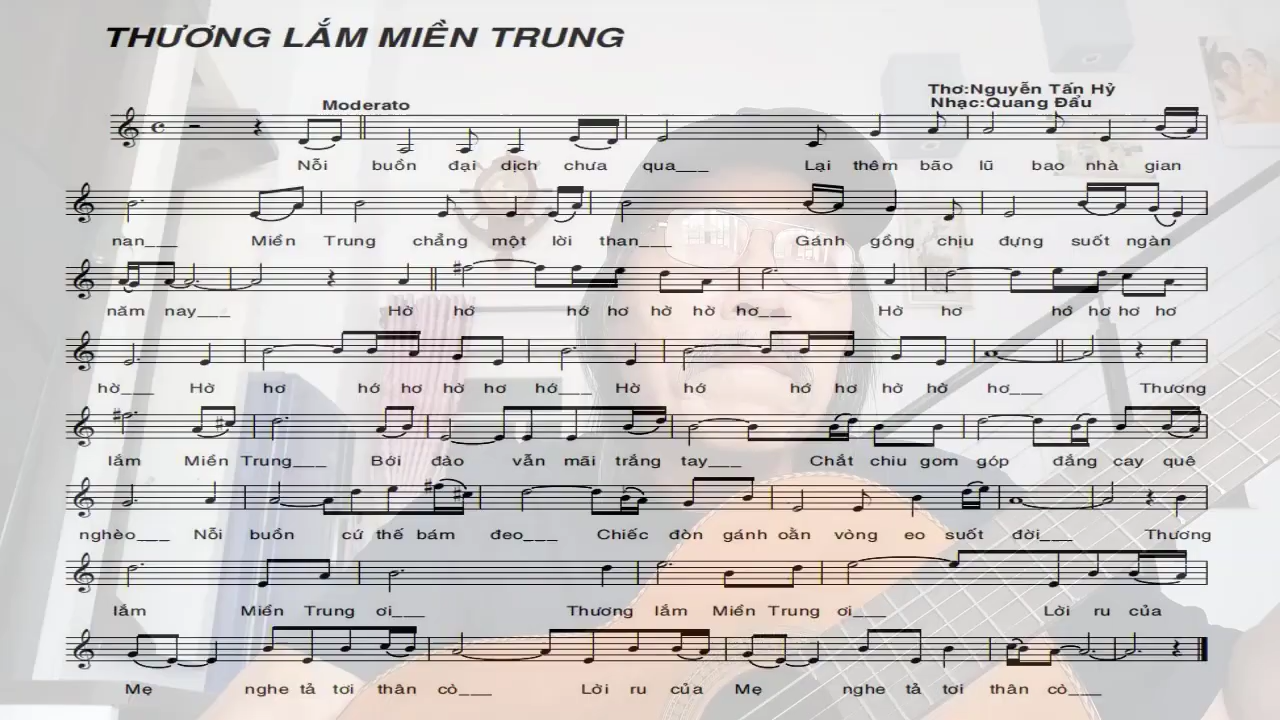 THƯƠNG LẮM MIỀN TRUNG
Thơ:Nguyễn Tấn Hỷ
Moderato
Nhạc:Quang Đẩu
Nỗi buồn đại dịch chưa qua___ Lại thêm bão lũ bao nhà gian
nan___ Miền Trung chẳng một lời than___ Gánh gồng chịu đựng suốt ngàn
năm nay___ Hờ hớ hớ hơ hờ hờ hơ___ Hờ hơ hớ hơ hơ hơ
hờ___ Hờ hơ hớ hơ hờ hơ hớ___ Hờ hớ hớ hơ hờ hờ hơ___ Thương
lắm Miền Trung___ Bới đào vẫn mãi trắng tay___ Chắt chiu gom góp đắng cay quê
nghèo___ Nỗi buồn cứ thế bám đeo___ Chiếc đòn gánh oằn vòng eo suốt đời___ Thương
lắm Miền Trung ơi___ Thương lắm Miền Trung ơi___ Lời ru của
Mẹ nghe tả tơi thân cò___ Lời ru của Mẹ nghe tả tơi thân cò___